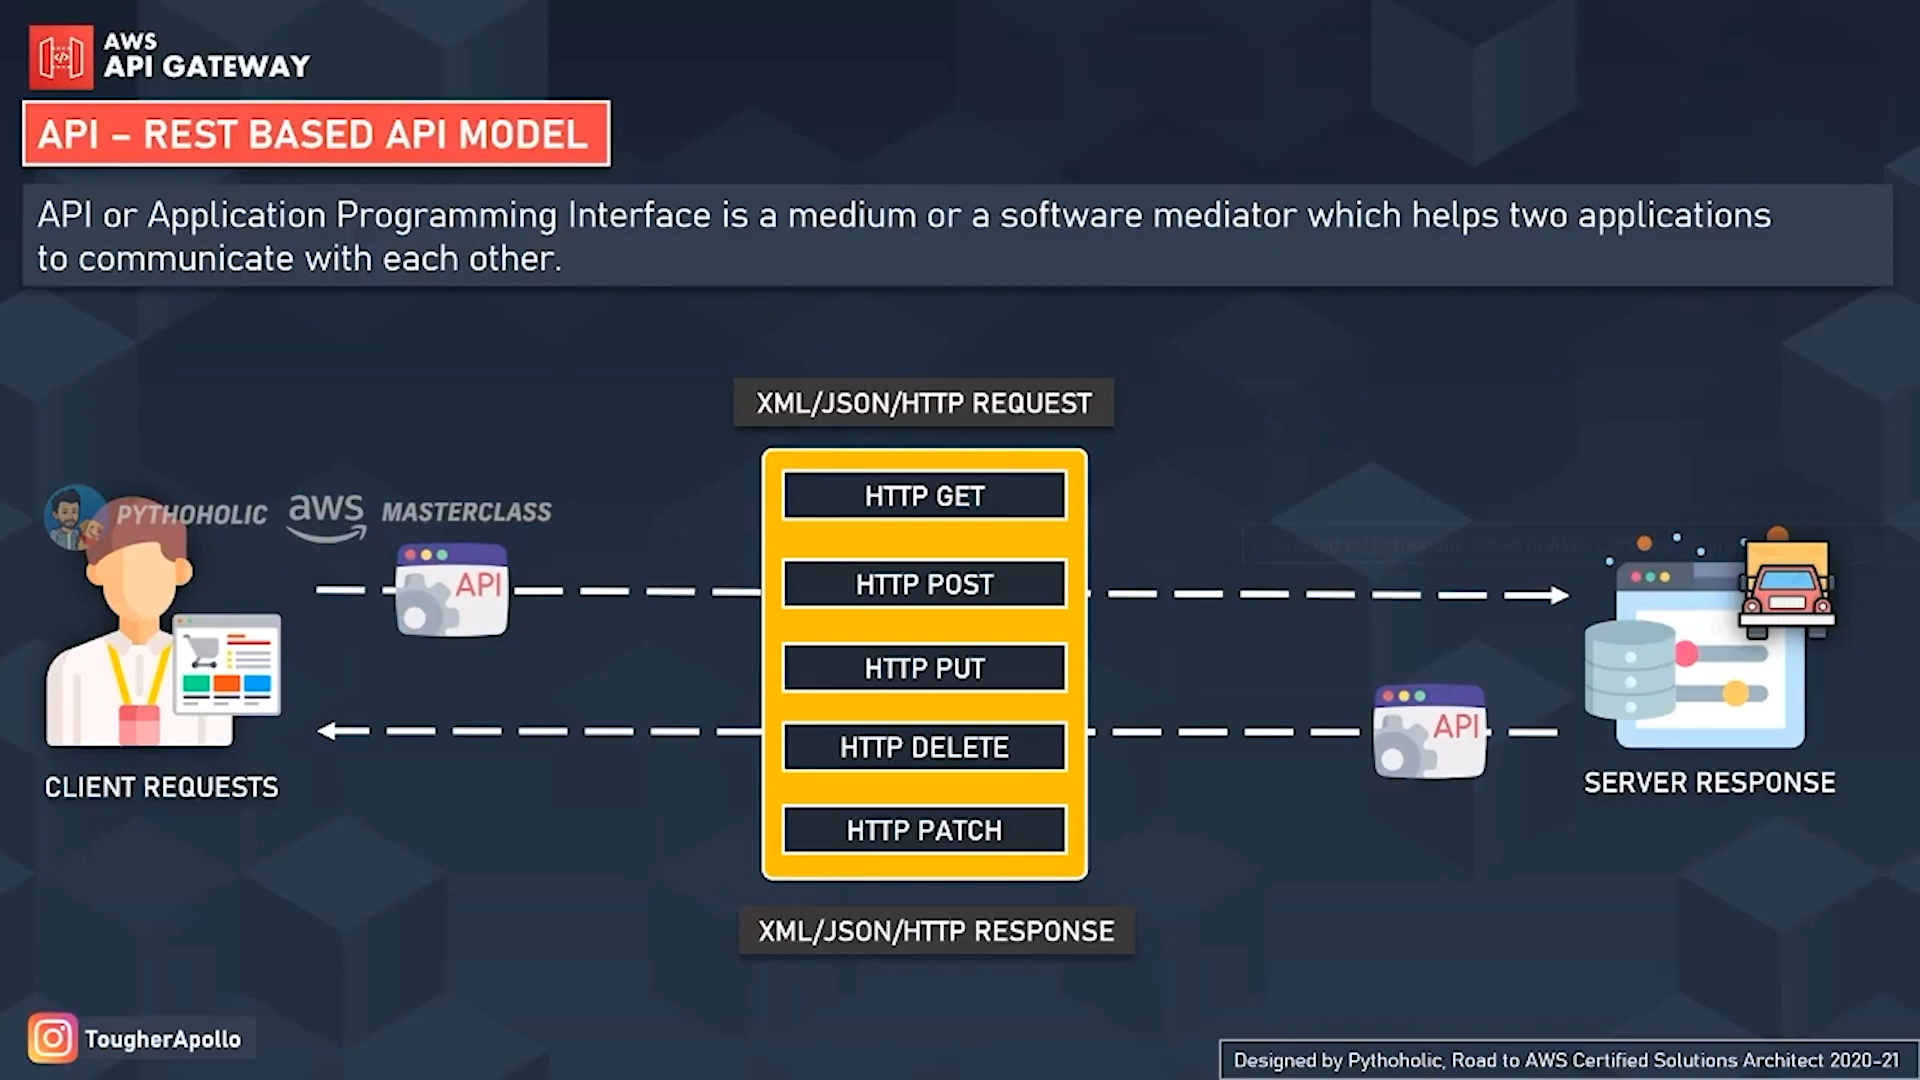 AWS
API GATEWAY
API – REST BASED API MODEL
API or Application Programming Interface is a medium or a software mediator which helps two applications
to communicate with each other.
XML/JSON/HTTP REQUEST
HTTP GET
PYTHOHOLIC aws MASTERCLASS
API
HTTP POST
HTTP PUT
API
HTTP DELETE
CLIENT REQUESTS
SERVER RESPONSE
HTTP PATCH
XML/JSON/HTTP RESPONSE
TougherApollo
Designed by Pythoholic, Road to AWS Certified Solutions Architect 2020-21